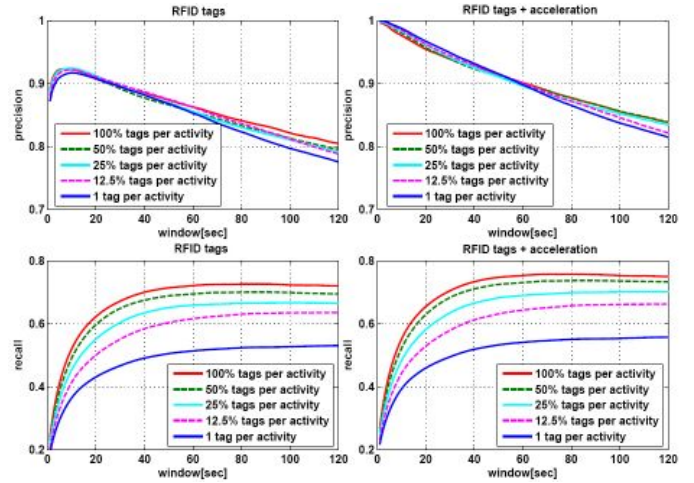 RFID tags
1
0.9
0.8
0.7
precision
100% tags per activity
50% tags per activity
25% tags per activity
12.5% tags per activity
1 tag per activity
0 20 40 60 80 100 120
window[sec]
RFID tags + acceleration
1
0.9
0.8
0.7
precision
100% tags per activity
50% tags per activity
25% tags per activity
12.5% tags per activity
1 tag per activity
0 20 40 60 80 100 120
window[sec]
RFID tags
0.8
0.6
0.4
0.2
recall
100% tags per activity
50% tags per activity
25% tags per activity
12.5% tags per activity
1 tag per activity
0 20 40 60 80 100 120
window[sec]
RFID tags + acceleration
0.8
0.6
0.4
0.2
recall
100% tags per activity
50% tags per activity
25% tags per activity
12.5% tags per activity
1 tag per activity
0 20 40 60 80 100 120
window[sec]